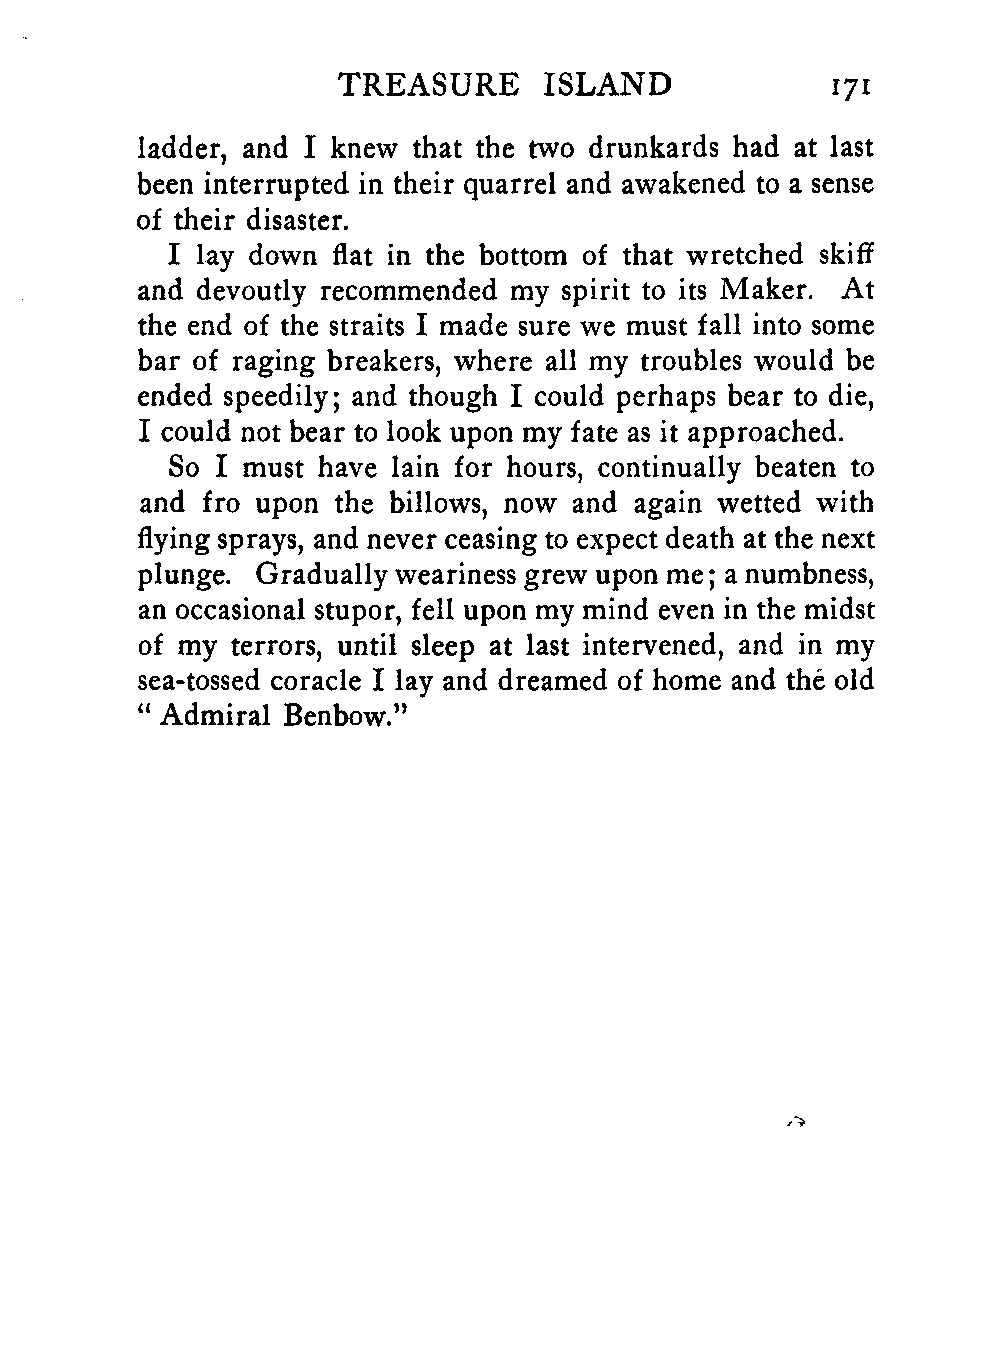 TREASURE ISLAND 171
ladder, and I knew that the two drunkards had at last
been interrupted in their quarrel and awakened to a sense
of their disaster.
I lay down flat in the bottom of that wretched skiff
and devoutly recommended my spirit to its Maker. At
the end of the straits I made sure we must fall into some
bar of raging breakers, where all my troubles would be
ended speedily; and though I could perhaps bear to die,
I could not bear to look upon my fate as it approached.
So I must have lain for hours, continually beaten to
and fro upon the billows, now and again wetted with
flying sprays, and never ceasing to expect death at the next
plunge. Gradually weariness grew upon me; a numbness,
an occasional stupor, fell upon my mind even in the midst
of my terrors, until sleep at last intervened, and in my
sea-tossed coracle I lay and dreamed of home and the old
“ Admiral Benbow.”